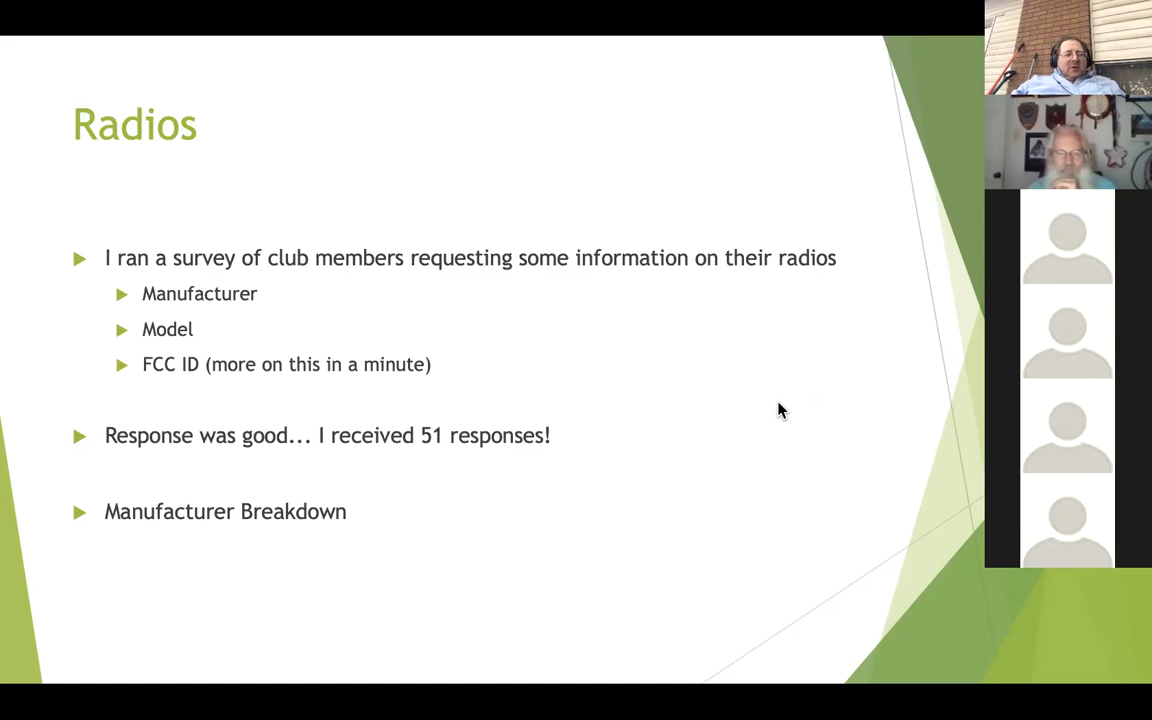 Radios
I ran a survey of club members requesting some information on their radios
Manufacturer
Model
FCC ID (more on this in a minute)
Response was good... I received 51 responses!
Manufacturer Breakdown